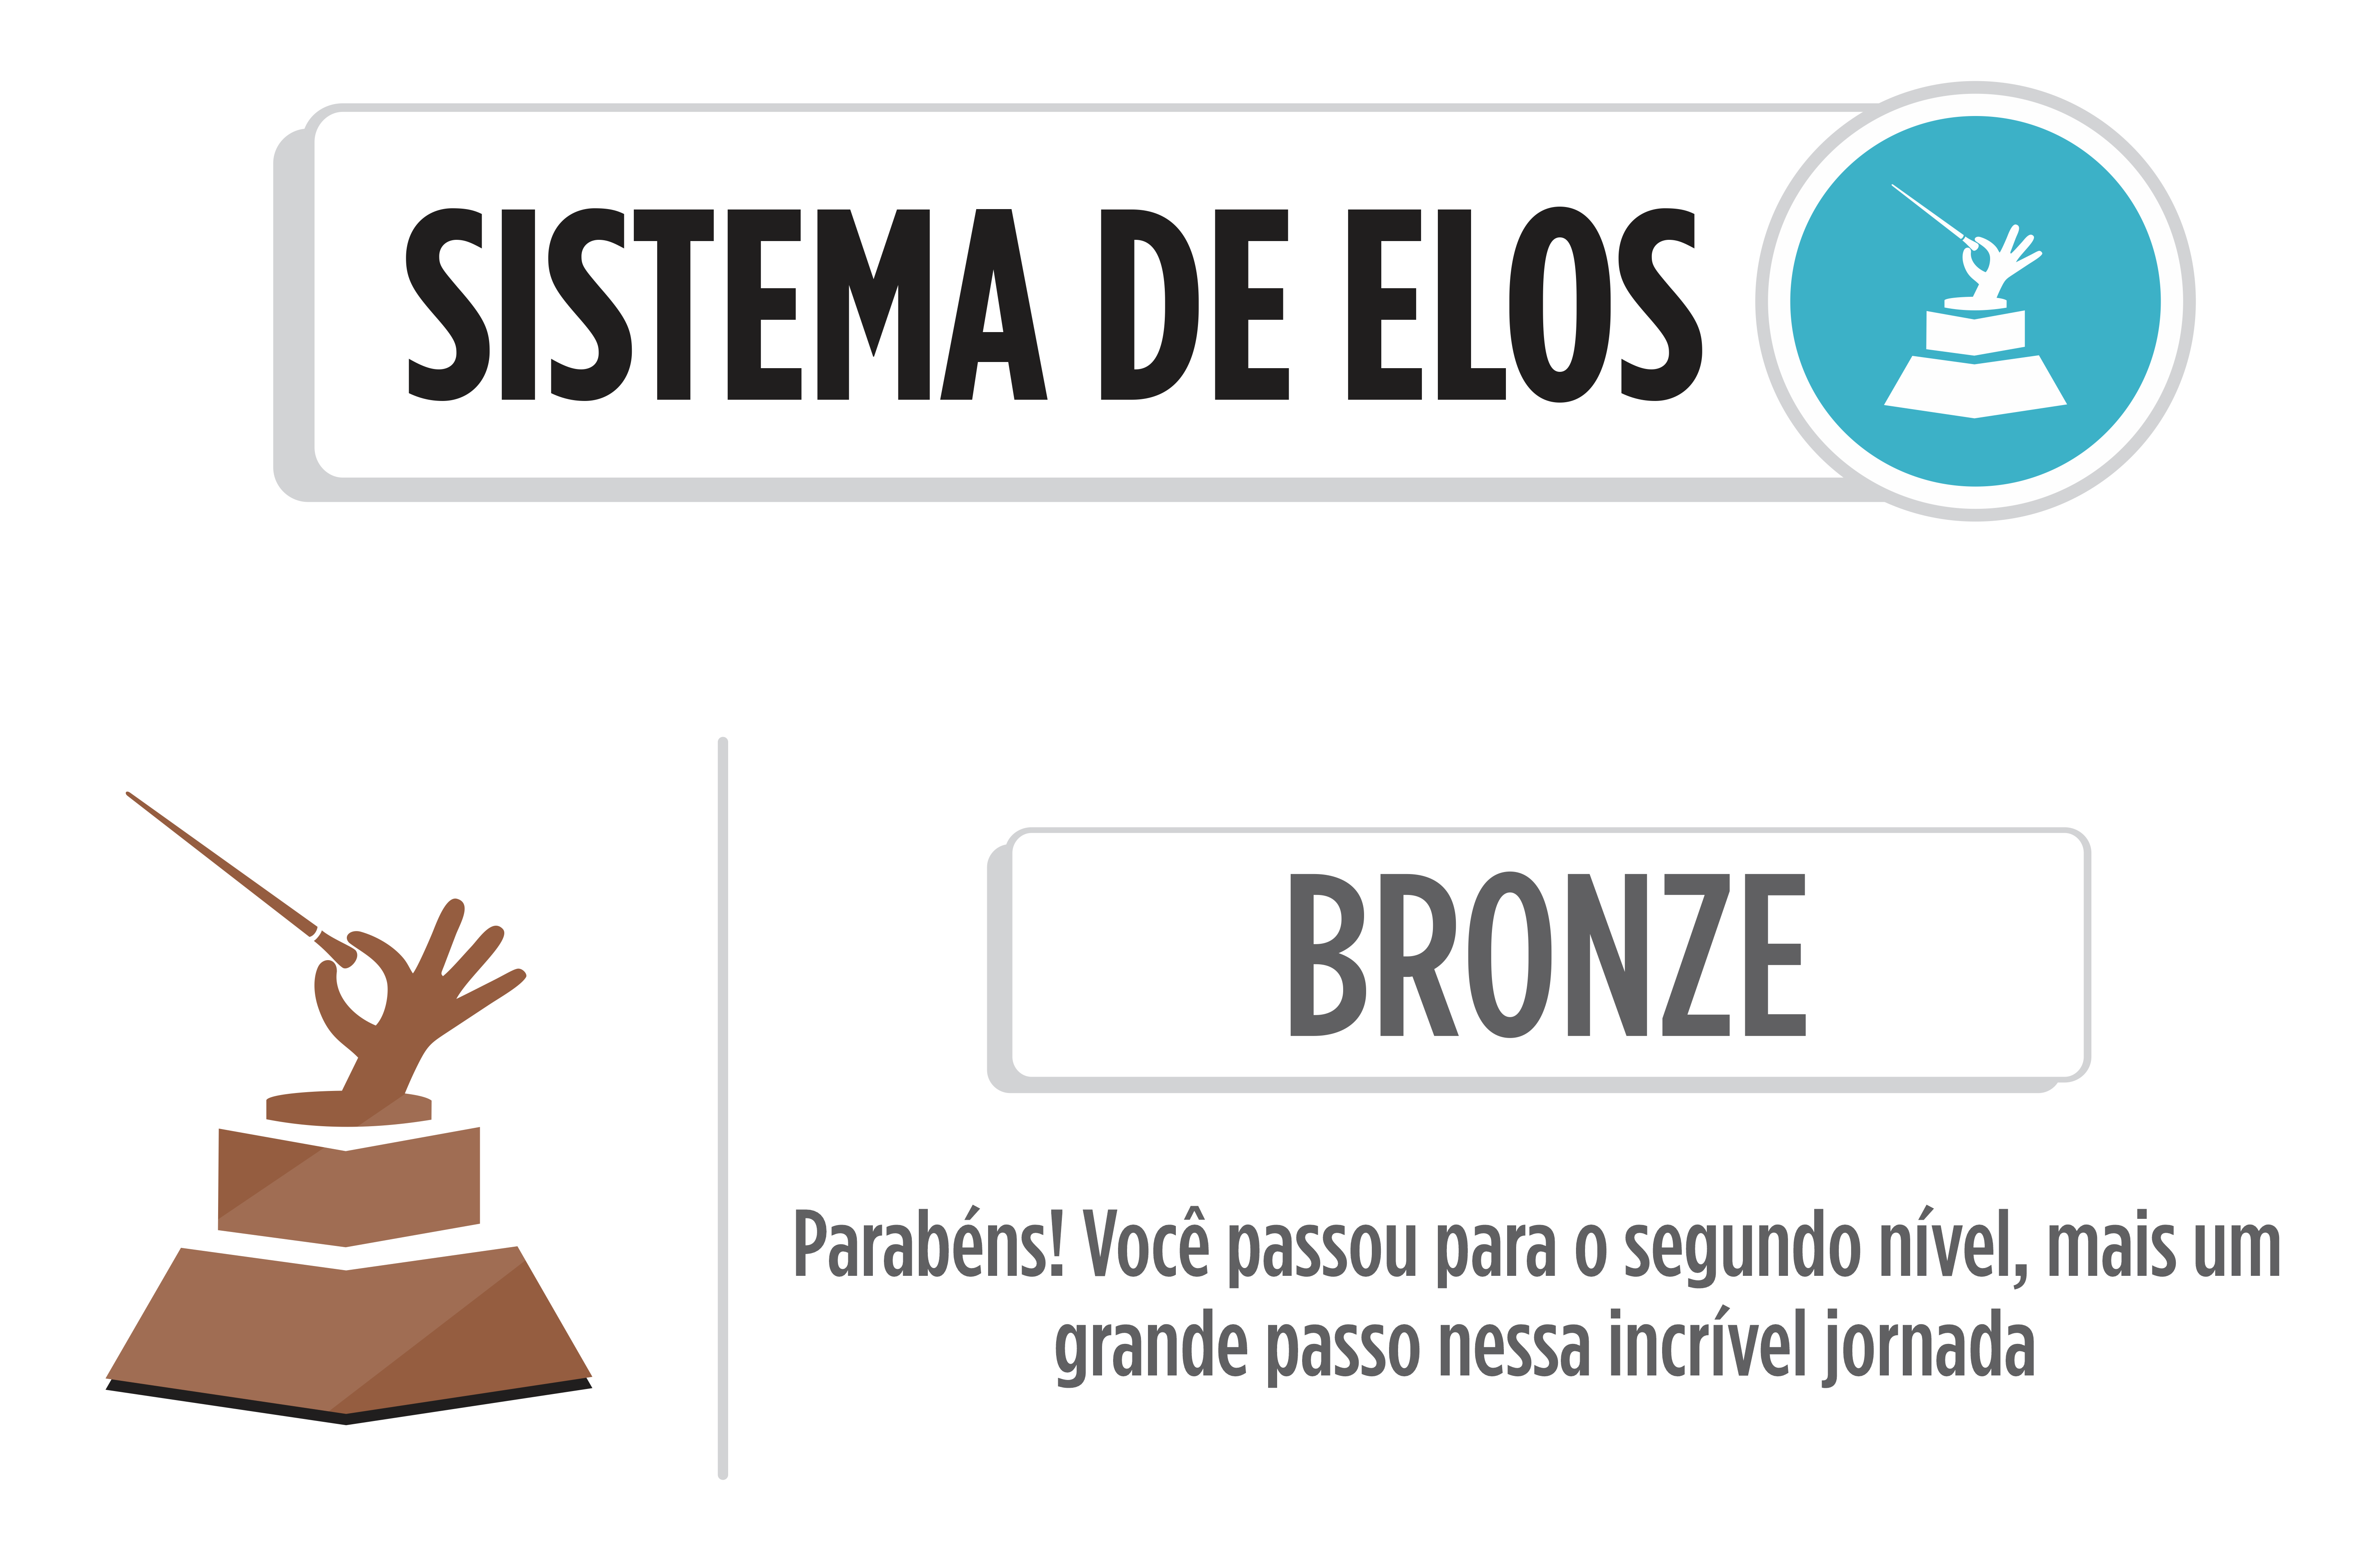 SISTEMA DE ELOS
BRONZE
Parabéns! Você passou para o segundo nível, mais um
grande passo nessa incrível jornada